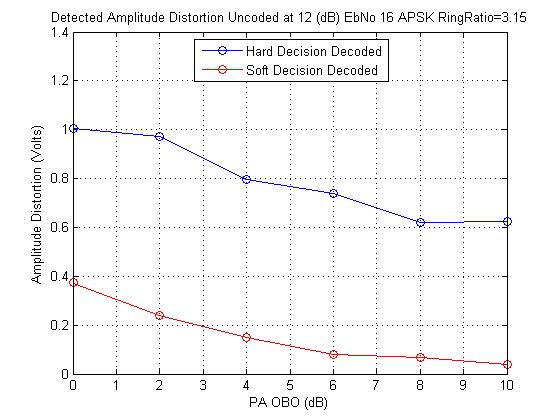 Detected Amplitude Distortion Uncoded at 12 (dB) EbNo 16 APSK RingRatio=3.15
Hard Decision Decoded
Soft Decision Decoded
Amplitude Distortion (Volts)
1.4
1.2
1
0.8
0.6
0.4
0.2
0
0 1 2 3 4 5 6 7 8 9 10
PA OBO (dB)